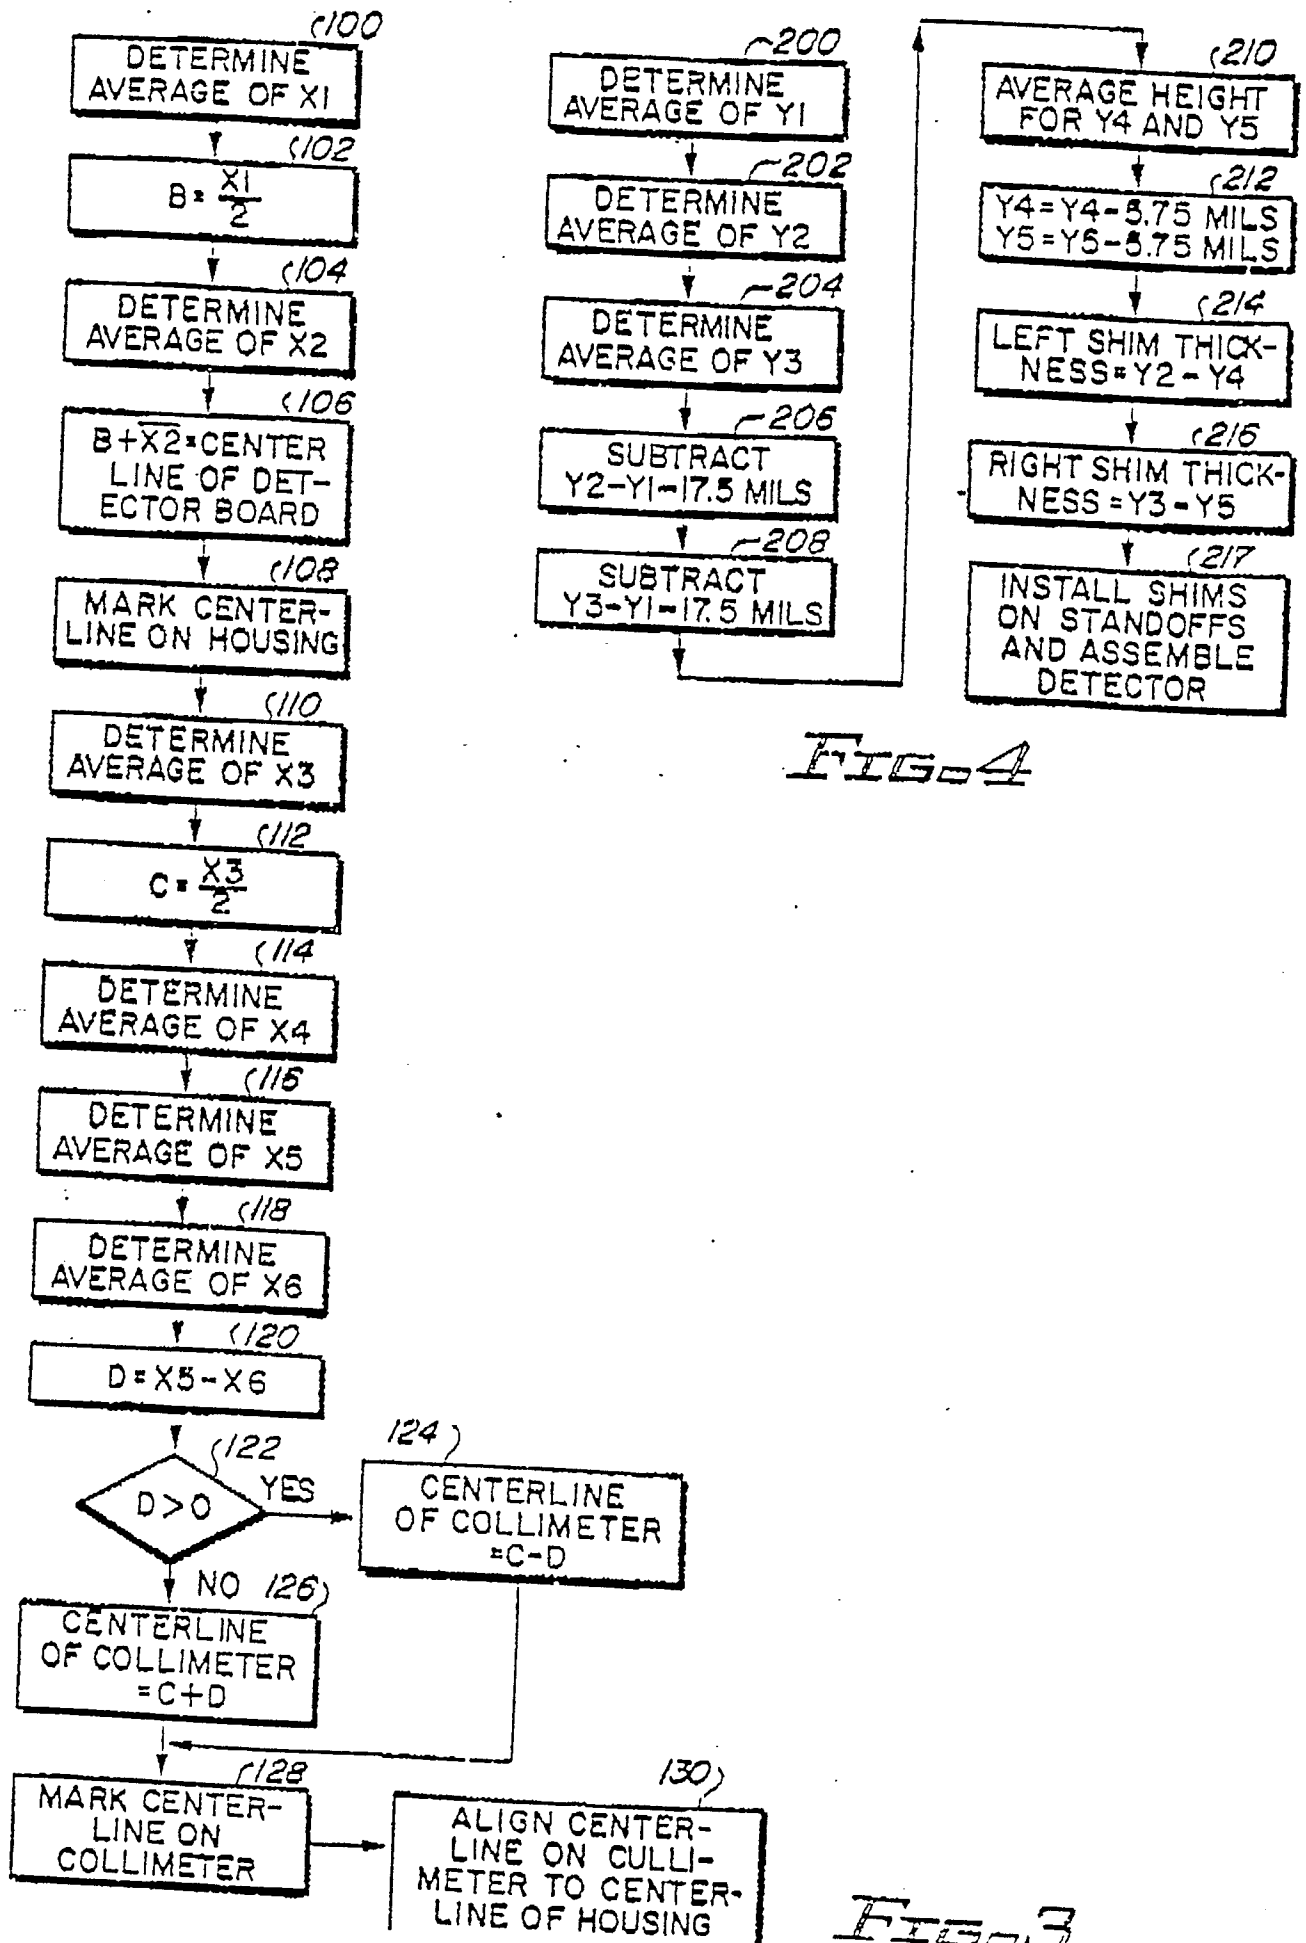 100
DETERMINE
AVERAGE OF X1
102
B = X1
2
104
DETERMINE
AVERAGE OF X2
106
B+X2=CENTER
LINE OF DET-
ECTOR BOARD
108
MARK CENTER-
LINE ON HOUSING
110
DETERMINE
AVERAGE OF X3
112
C = X3
2
114
DETERMINE
AVERAGE OF X4
116
DETERMINE
AVERAGE OF X5
118
DETERMINE
AVERAGE OF X6
120
D=X5-X6
122
D>0
YES
124
CENTERLINE
OF COLLIMETER
=C-D
NO
126
CENTERLINE
OF COLLIMETER
=C+D
128
MARK CENTER-
LINE ON
COLLIMETER
130
ALIGN CENTER-
LINE ON CULLI-
METER TO CENTER-
LINE OF HOUSING
FIG. 3
200
DETERMINE
AVERAGE OF Y1
202
DETERMINE
AVERAGE OF Y2
204
DETERMINE
AVERAGE OF Y3
206
SUBTRACT
Y2-Y1-17.5 MILS
208
SUBTRACT
Y3-Y1-17.5 MILS
210
AVERAGE HEIGHT
FOR Y4 AND Y5
212
Y4=Y4-5.75 MILS
Y5=Y5-5.75 MILS
214
LEFT SHIM THICK-
NESS=Y2-Y4
216
RIGHT SHIM THICK-
NESS=Y3-Y5
217
INSTALL SHIMS
ON STANDOFFS
AND ASSEMBLE
DETECTOR
FIG. 4